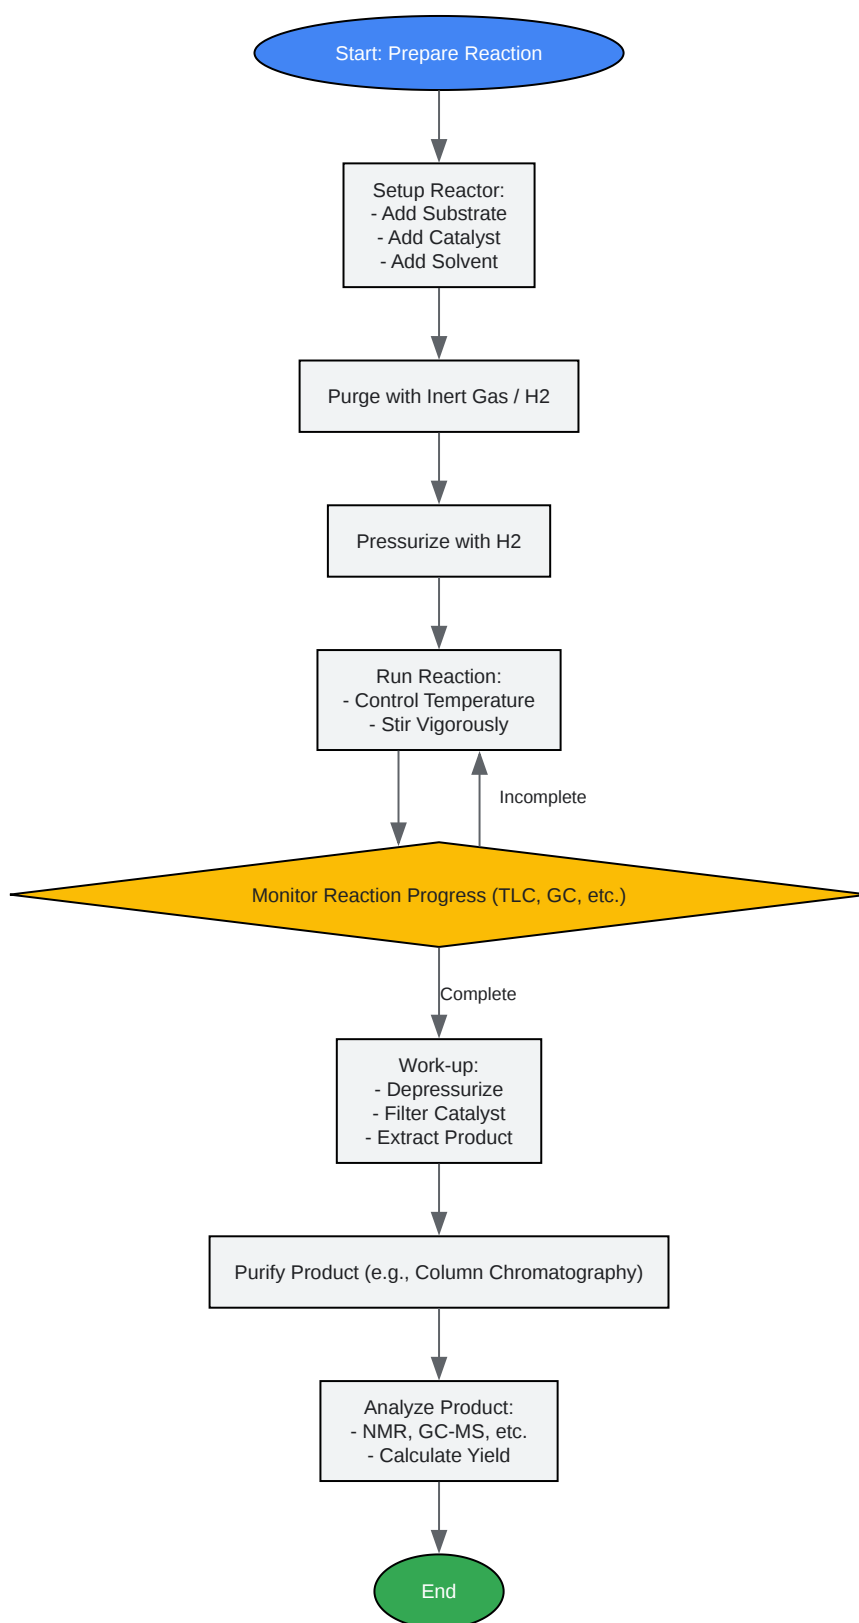 Start: Prepare Reaction
Setup Reactor:
- Add Substrate
- Add Catalyst
- Add Solvent
Purge with Inert Gas / H2
Pressurize with H2
Run Reaction:
- Control Temperature
- Stir Vigorously
Incomplete
Monitor Reaction Progress (TLC, GC, etc.)
Complete
Work-up:
- Depressurize
- Filter Catalyst
- Extract Product
Purify Product (e.g., Column Chromatography)
Analyze Product:
- NMR, GC-MS, etc.
- Calculate Yield
End